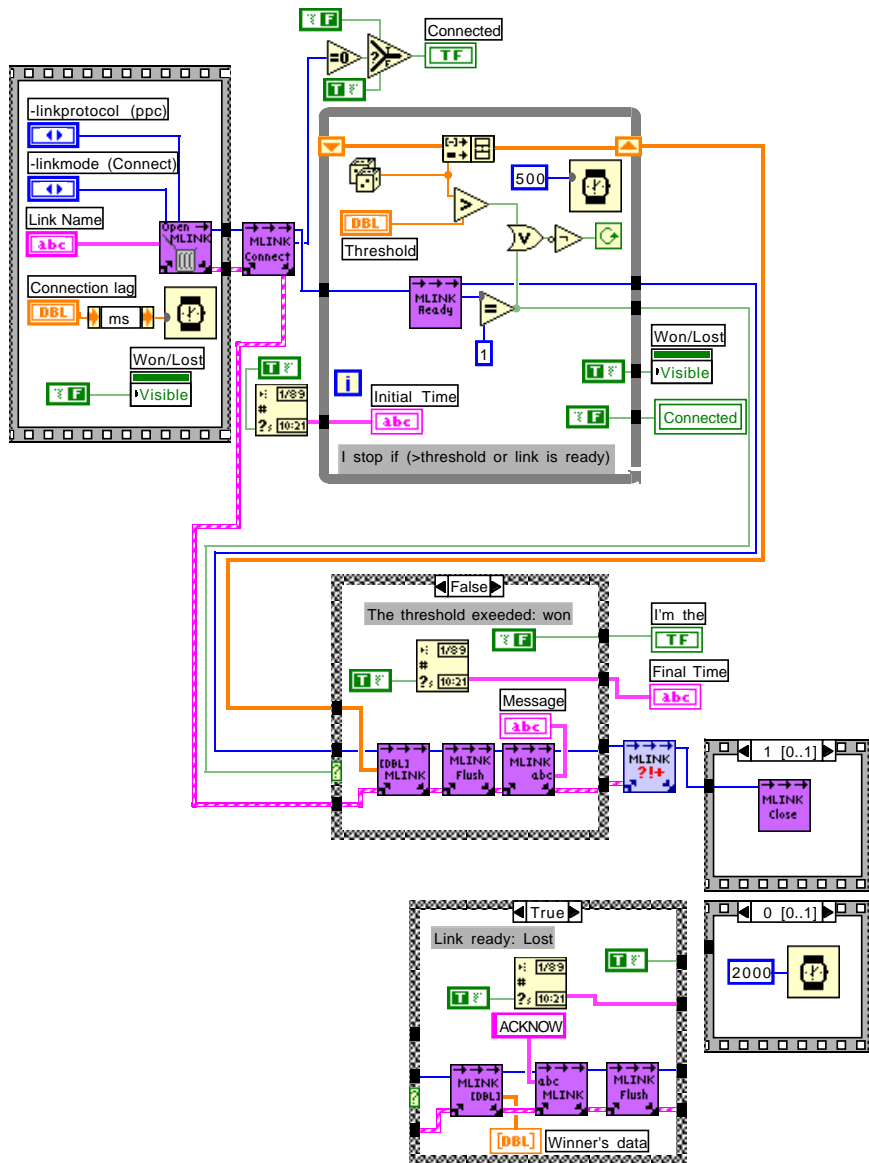 F
Connected
=0
?
T
TF
-linkprotocol (ppc)
-linkmode (Connect)
Link Name
abc
Open
MLINK
MLINK
Connect
Connection lag
DBL
ms
Won/Lost
F
Visible
500
>
DBL
Threshold
V
MLINK
Ready
=
1
T
1/89
#
?s 10:21
i
Initial Time
abc
Won/Lost
T
Visible
F
Connected
I stop if (>threshold or link is ready)
False
The threshold exeeded: won
I'm the
F
TF
1/89
#
T
?s 10:21
Final Time
abc
Message
abc
[DBL]
MLINK
MLINK
Flush
MLINK
abc
MLINK
?!+
?
1 [0..1]
MLINK
Close
0 [0..1]
2000
True
Link ready: Lost
T
1/89
#
T
?s 10:21
ACKNOW
MLINK
[DBL]
abc
MLINK
MLINK
Flush
?
[DBL]
Winner's data